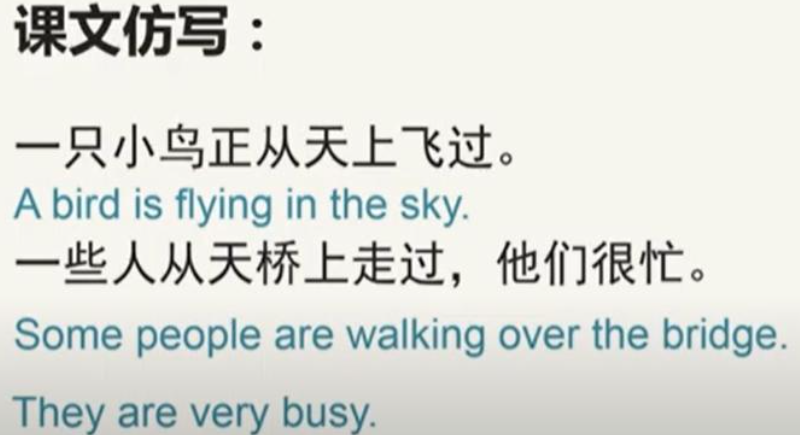 课文仿写：
一只小鸟正从天上飞过。
A bird is flying in the sky.
一些人从天桥上走过，他们很忙。
Some people are walking over the bridge.
They are very busy.